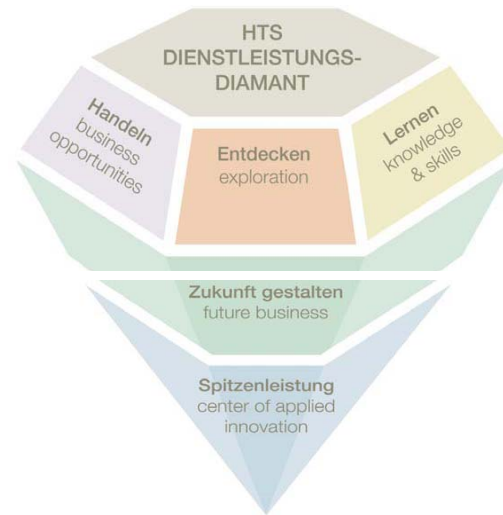 HTS
DIENSTLEISTUNGS-
DIAMANT
Handeln
business
opportunities
Entdecken
exploration
Lernen
knowledge
& skills
Zukunft gestalten
future business
Spitzenleistung
center of applied
innovation